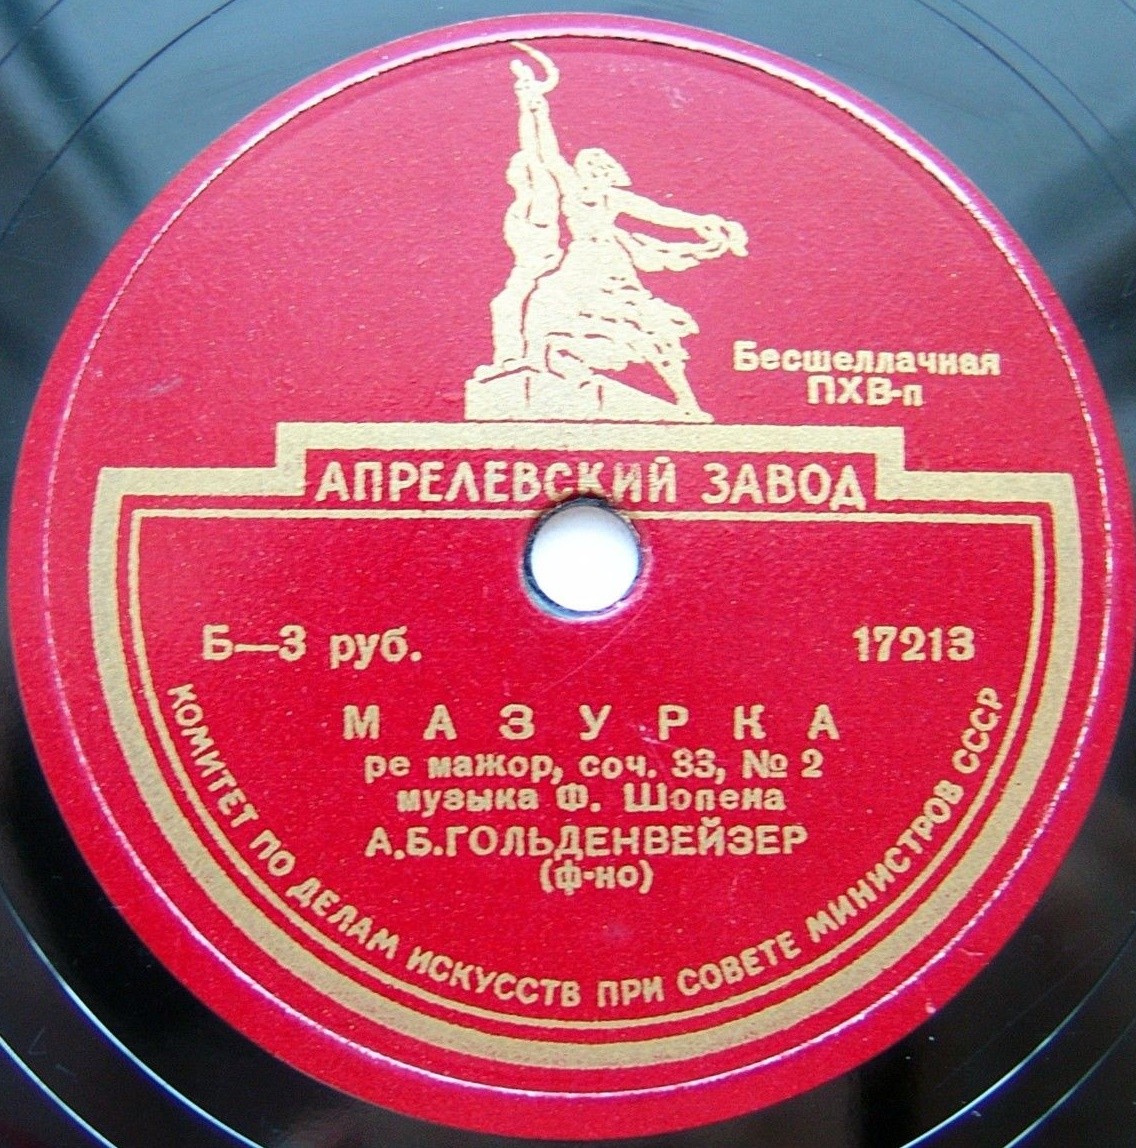 Бесшеллачная
ПХВ-п
АПРЕЛЕВСКИЙ ЗАВОД
Б—3 руб.
17213
МАЗУРКА
ре мажор, соч. 33, № 2
музыка Ф. Шопена
А.Б.ГОЛЬДЕНВЕЙЗЕР
(ф-но)
КОМИТЕТ ПО ДЕЛАМ ИСКУССТВ ПРИ СОВЕТЕ МИНИСТРОВ СССР